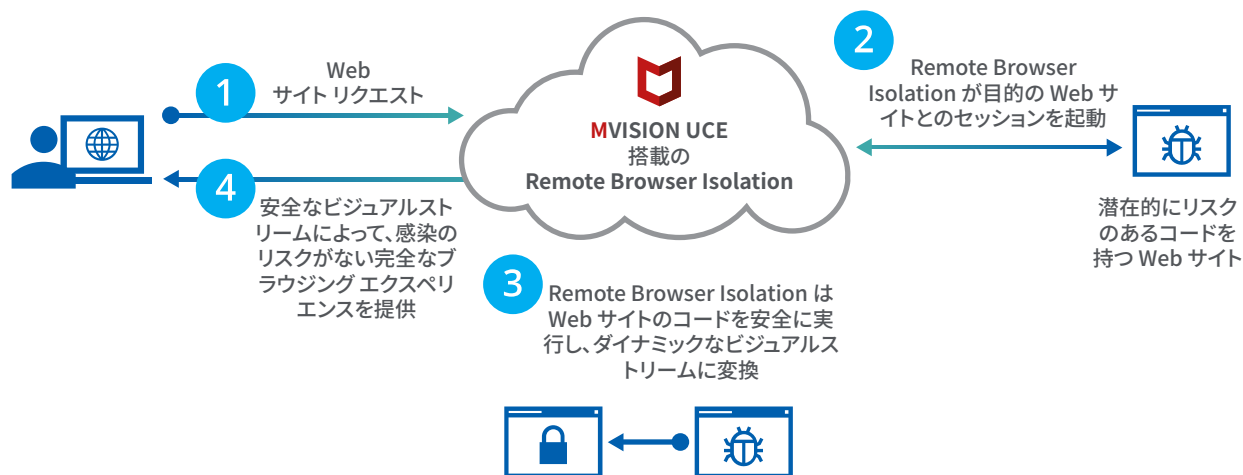 1
Web
サイト リクエスト
MVISION UCE
搭載の
Remote Browser Isolation
2
Remote Browser
Isolation が目的の Web サ
イトとのセッションを起動
潜在的にリスク
のあるコードを
持つ Web サイト
3
Remote Browser Isolation は
Web サイトのコードを安全に実
行し、ダイナミックなビジュアルス
トリームに変換
4
安全なビジュアルスト
リームによって、感染の
リスクがない完全なブ
ラウジング エクスペリ
エンスを提供